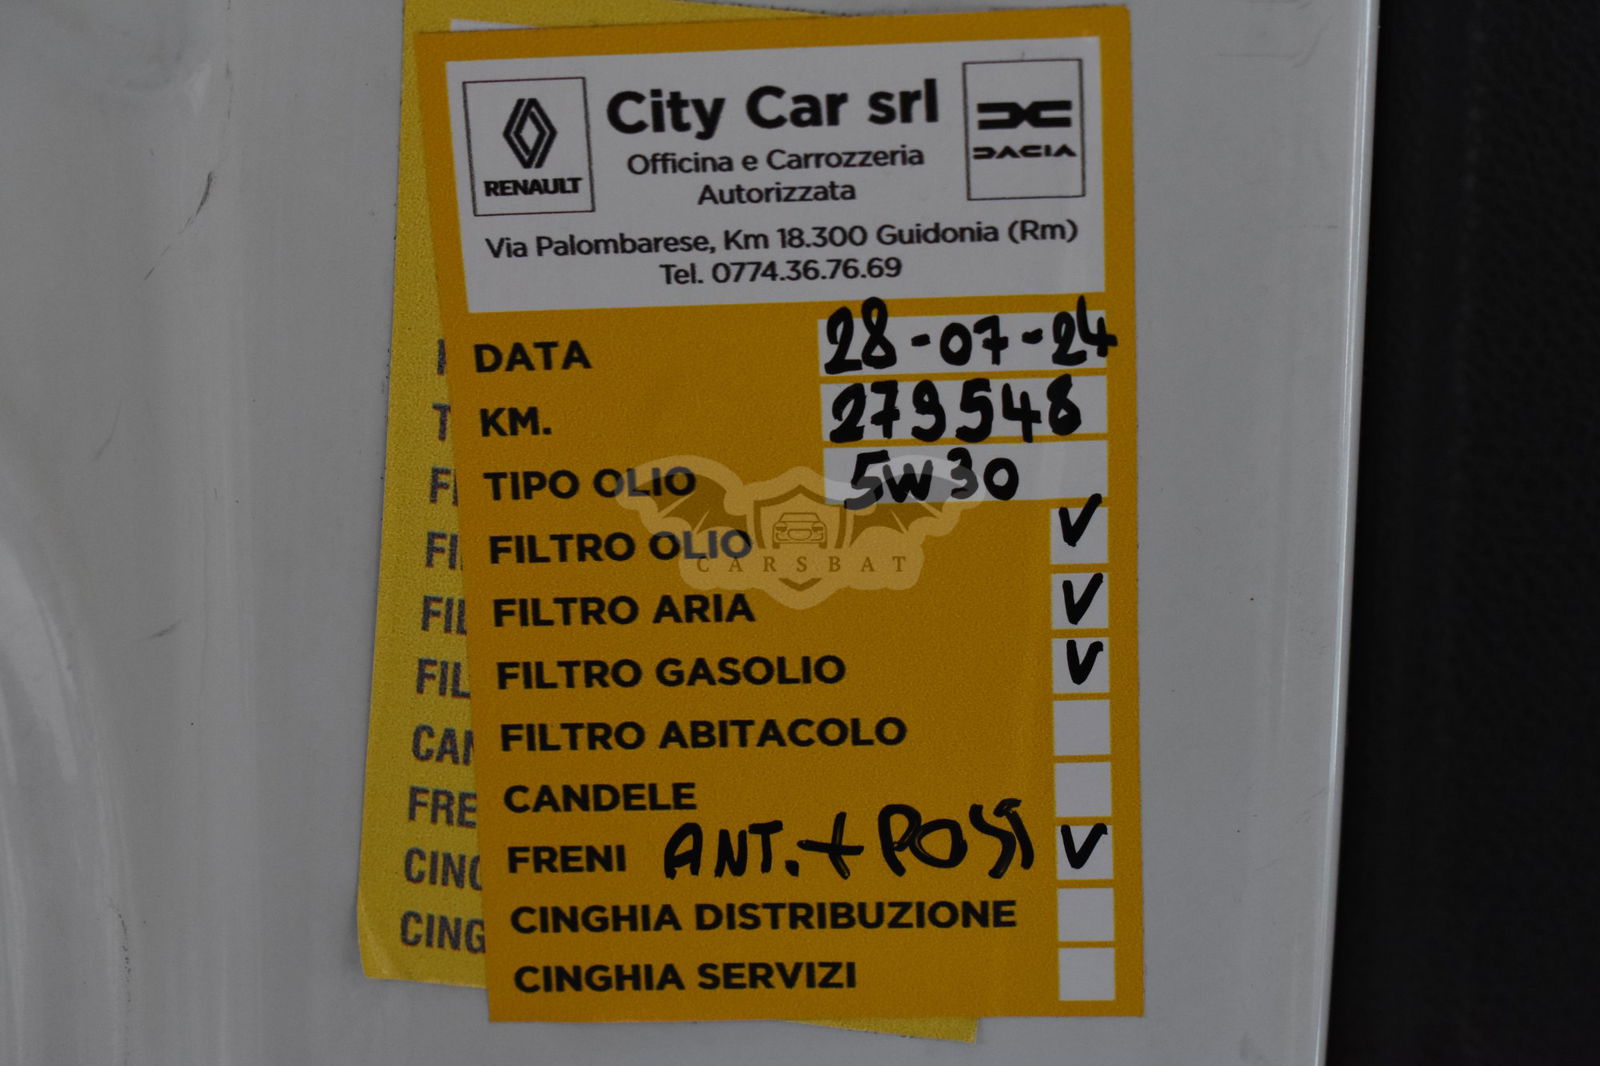 RENAULT
City Car srl
DACIA
Officina e Carrozzeria
Autorizzata
Via Palombarese, Km 18.300 Guidonia (Rm)
Tel. 0774.36.76.69
DATA 28-07-24
KM. 279548
TIPO OLIO 5W30
FILTRO OLIO V
CARSBAT
FILTRO ARIA V
FILTRO GASOLIO V
FILTRO ABITACOLO
CANDELE
FRENI ANT. + POST V
CINGHIA DISTRIBUZIONE
CINGHIA SERVIZI